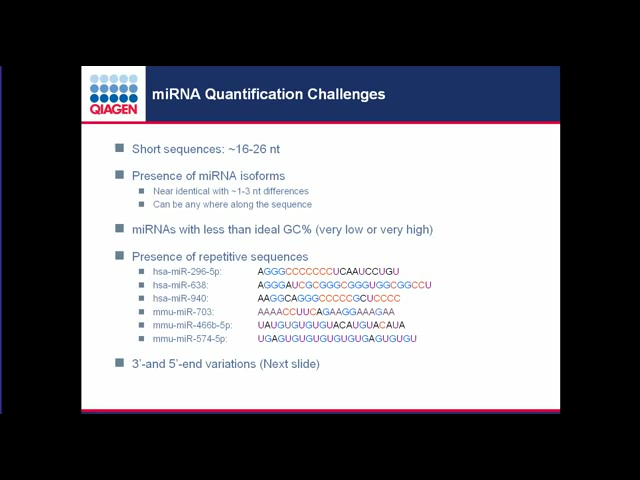 QIAGEN
miRNA Quantification Challenges
Short sequences: ~16-26 nt
Presence of miRNA isoforms
Near identical with ~1-3 nt differences
Can be any where along the sequence
miRNAs with less than ideal GC% (very low or very high)
Presence of repetitive sequences
hsa-miR-296-5p: AGGGCCCCCCCUCAAUCCUGU
hsa-miR-638: AGGGAUCGCGGGCGGGUGGCGGCCU
hsa-miR-940: AAGGCAGGGCCCCCGCUCCCC
mmu-miR-703: AAAACCUUCAGAAGGAAAGAA
mmu-miR-466b-5p: UAUGUGUGUGUACAUGUACAUA
mmu-miR-574-5p: UGAGUGUGUGUGUGUGAGUGUGU
3'-and 5'-end variations (Next slide)